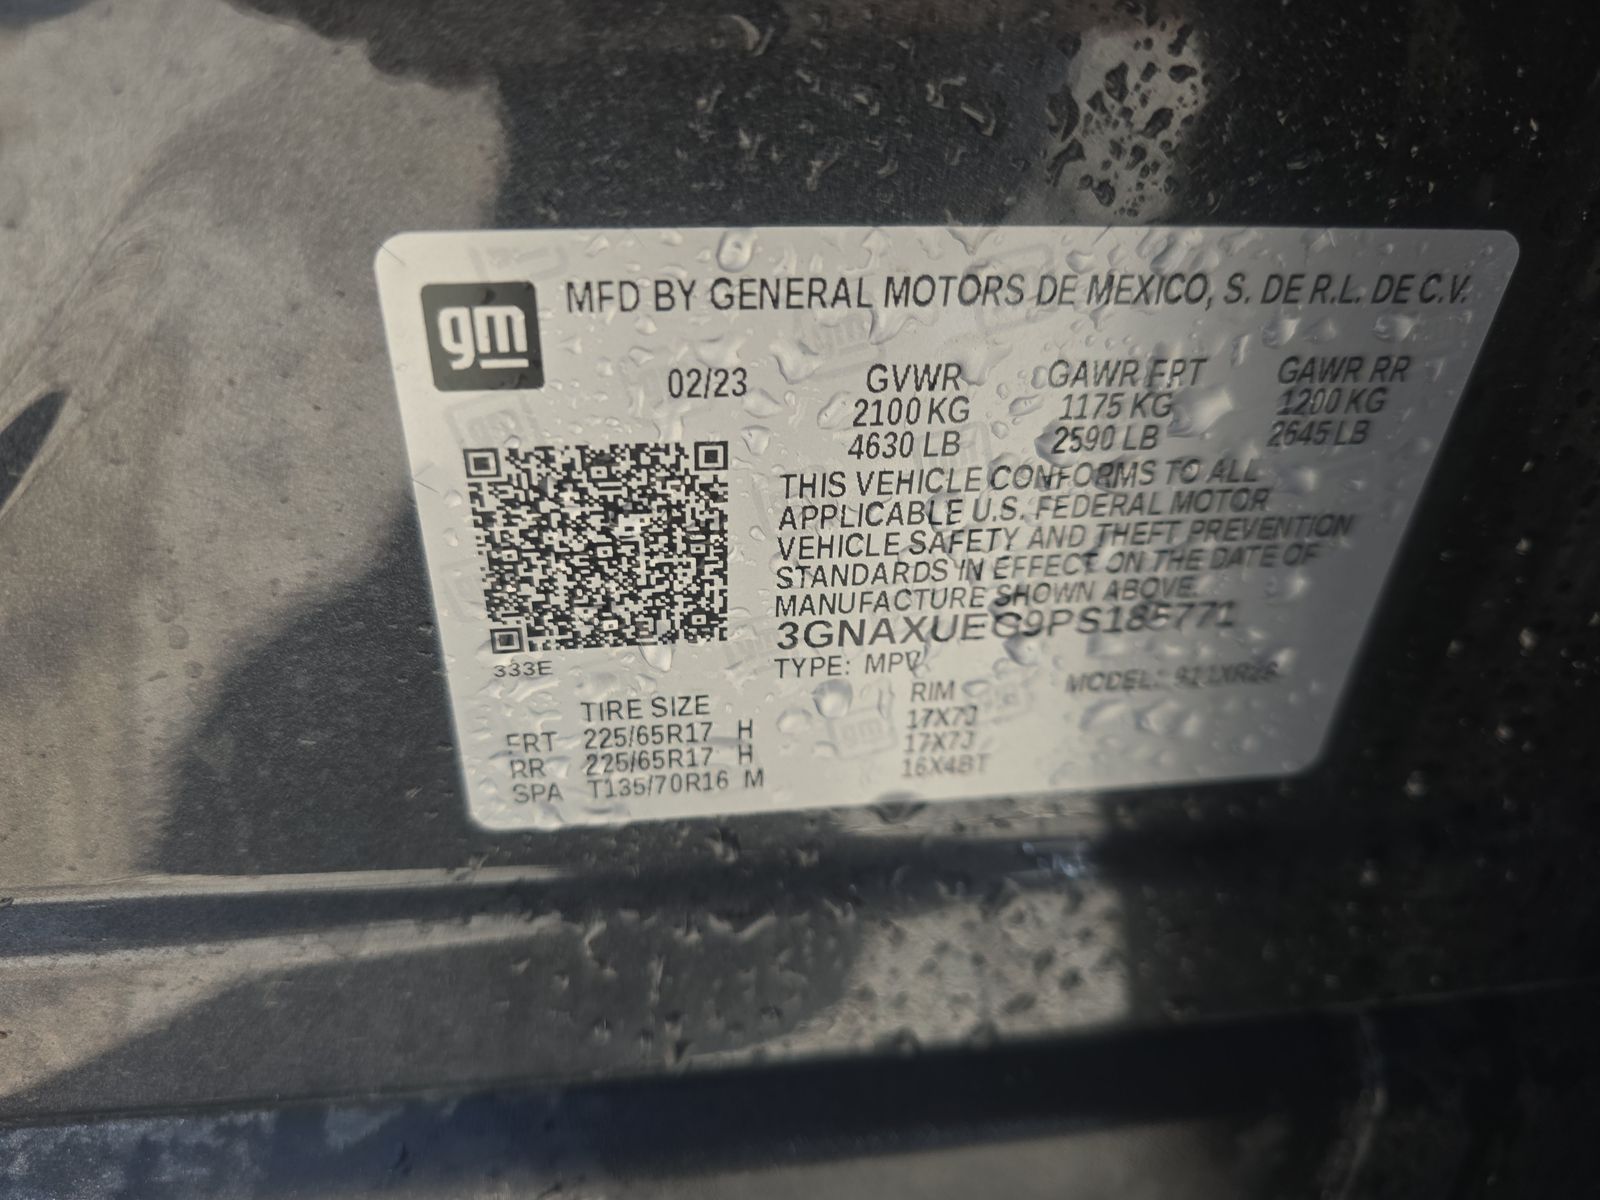 gm
MFD BY GENERAL MOTORS DE MEXICO, S. DE R.L. DE C.V.
02/23 GVWR GAWR FRT GAWR RR
2100 KG 1175 KG 1200 KG
4630 LB 2590 LB 2645 LB
THIS VEHICLE CONFORMS TO ALL
APPLICABLE U.S. FEDERAL MOTOR
VEHICLE SAFETY AND THEFT PREVENTION
STANDARDS IN EFFECT ON THE DATE OF
MANUFACTURE SHOWN ABOVE.
3GNAXUEG9PS185771
333E
TYPE: MPV MODEL:
TIRE SIZE RIM
FRT 225/65R17 H 17X7J
RR 225/65R17 H 17X7J
SPA T135/70R16 M 16X4BT